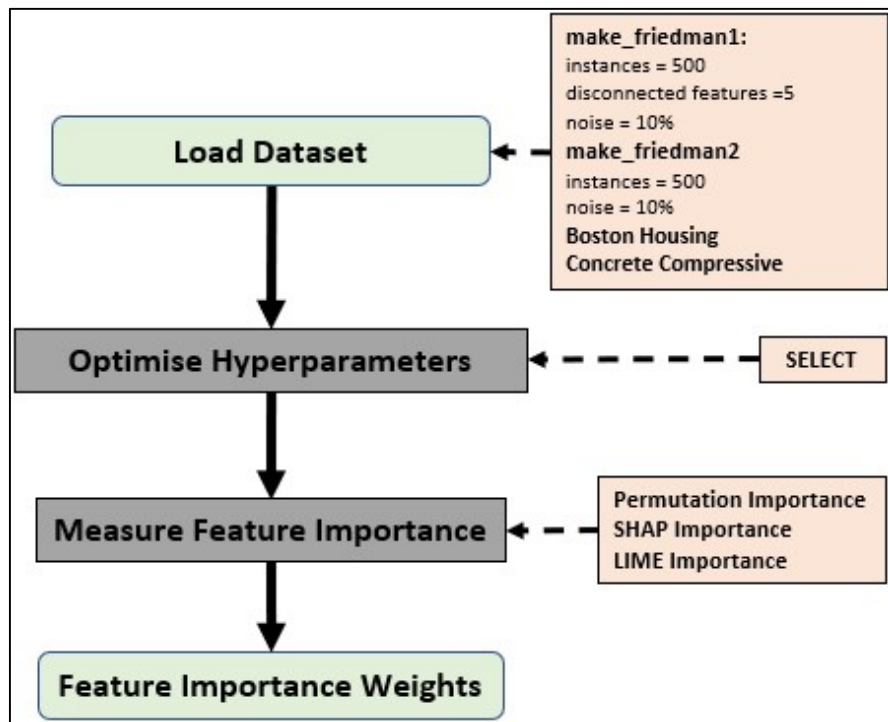 make_friedman1:
instances = 500
disconnected features =5
noise = 10%
make_friedman2
instances = 500
noise = 10%
Boston Housing
Concrete Compressive
Load Dataset
Optimise Hyperparameters
SELECT
Measure Feature Importance
Permutation Importance
SHAP Importance
LIME Importance
Feature Importance Weights